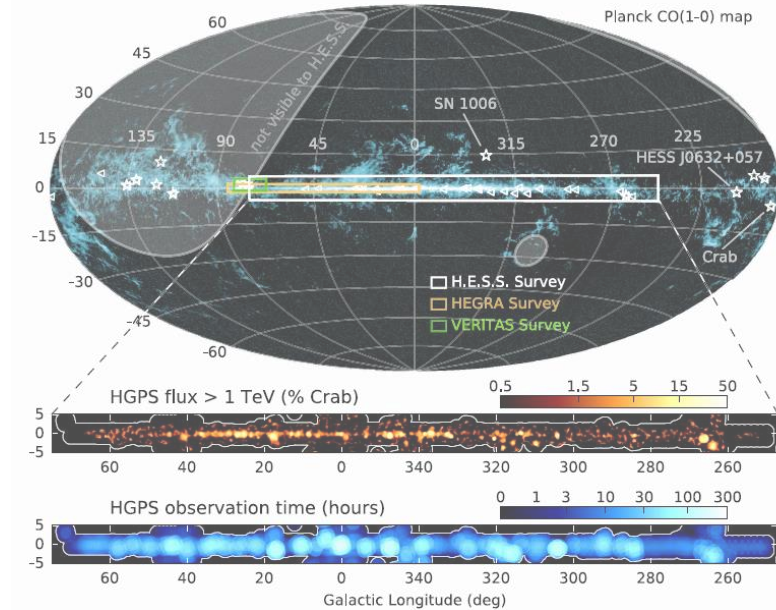 Planck CO(1-0) map
60
45
30
15
0
-15
-30
-45
-60
not visible to H.E.S.S.
135
90
45
0
315
270
225
SN 1006
HESS J0632+057
Crab
H.E.S.S. Survey
HEGRA Survey
VERITAS Survey
HGPS flux > 1 TeV (% Crab)
0.5 1.5 5 15 50
5
0
−5
60 40 20 0 340 320 300 280 260
HGPS observation time (hours)
0 1 3 10 30 100 300
5
0
−5
60 40 20 0 340 320 300 280 260
Galactic Longitude (deg)